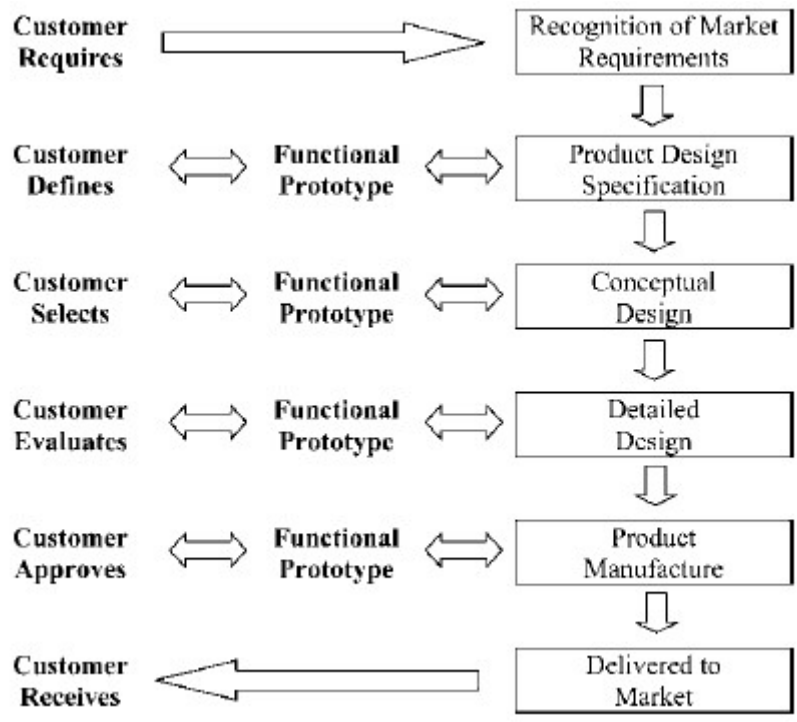 Customer
Requires
Recognition of Market
Requirements
Customer
Defines
Functional
Prototype
Product Design
Specification
Customer
Selects
Functional
Prototype
Conceptual
Design
Customer
Evaluates
Functional
Prototype
Detailed
Design
Customer
Approves
Functional
Prototype
Product
Manufacture
Customer
Receives
Delivered to
Market